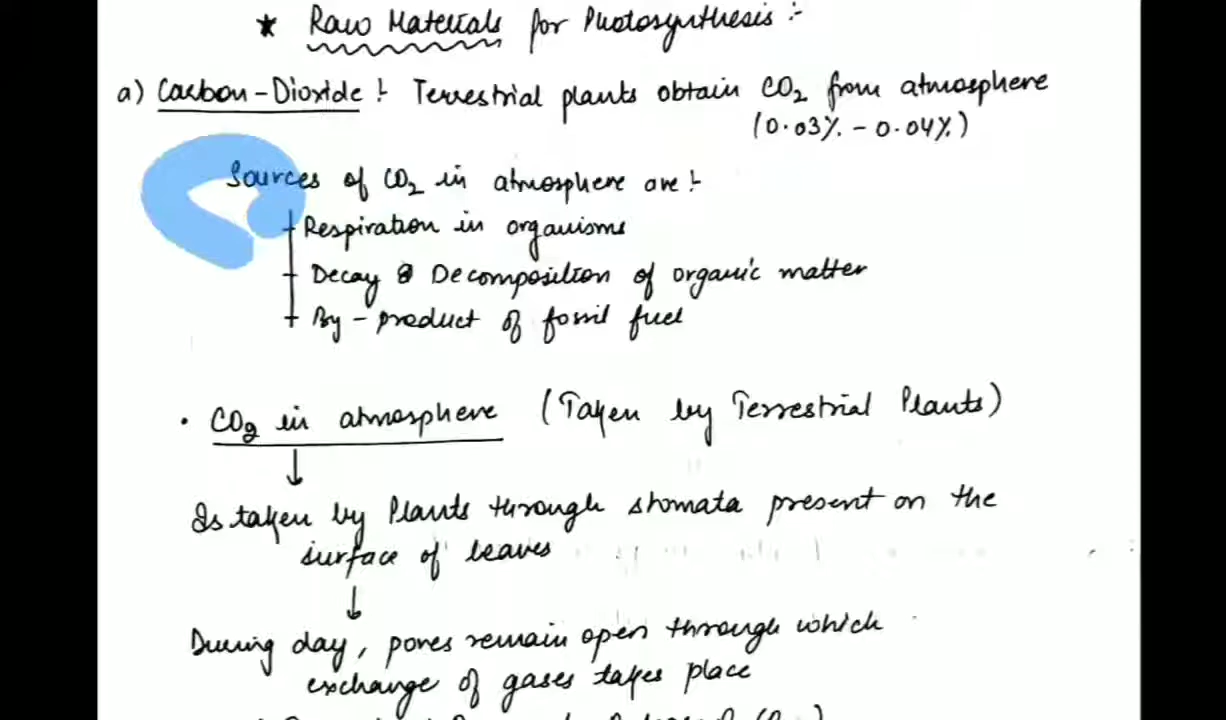 ★ Raw Materials for Photosynthesis :-
a) Carbon-Dioxide :- Terrestrial plants obtain CO₂ from atmosphere
(0.03% - 0.04%)
Sources of CO₂ in atmosphere are :-
Respiration in organisms
Decay & Decomposition of organic matter
By-product of fossil fuel
• CO₂ in atmosphere (Taken by Terrestrial Plants)
↓
Is taken by Plants through stomata present on the
surface of leaves
↓
During day, pores remain open through which
exchange of gases takes place